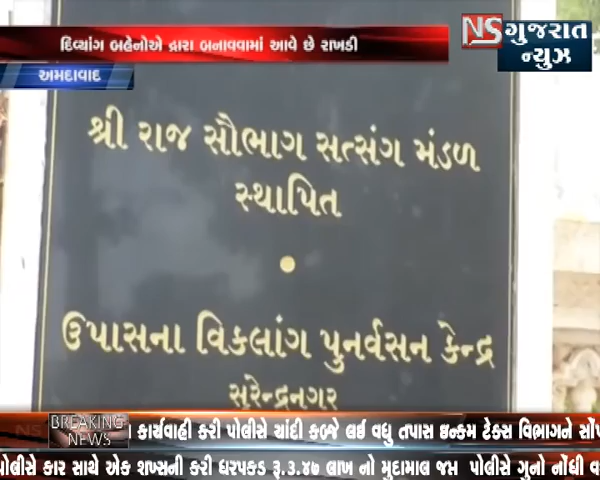 દિવ્યાંગ બહેનોએ દ્રારા બનાવવામાં આવે છે રાખડી
NS ગુજરાત
ન્યુઝ
અમદાવાદ
શ્રી રાજ સૌભાગ સત્સંગ મંડળ
સ્થાપિત
ઉપાસના વિકલાંગ પુનર્વસન કેન્દ્ર
સુરેન્દ્રનગર
BREAKING
NEWS
કાર્યવાહી કરી પોલીસે ચાંદી કબ્જે લઈ વધુ તપાસ ઇન્કમ ટેક્સ વિભાગને સોંપ
પોલીસે કાર સાથે એક શખ્સની કરી ધરપકડ રૂ.3.૪૭ લાખ નો મુદામાલ જપ્ત પોલીસે ગુનો નોંધી વ